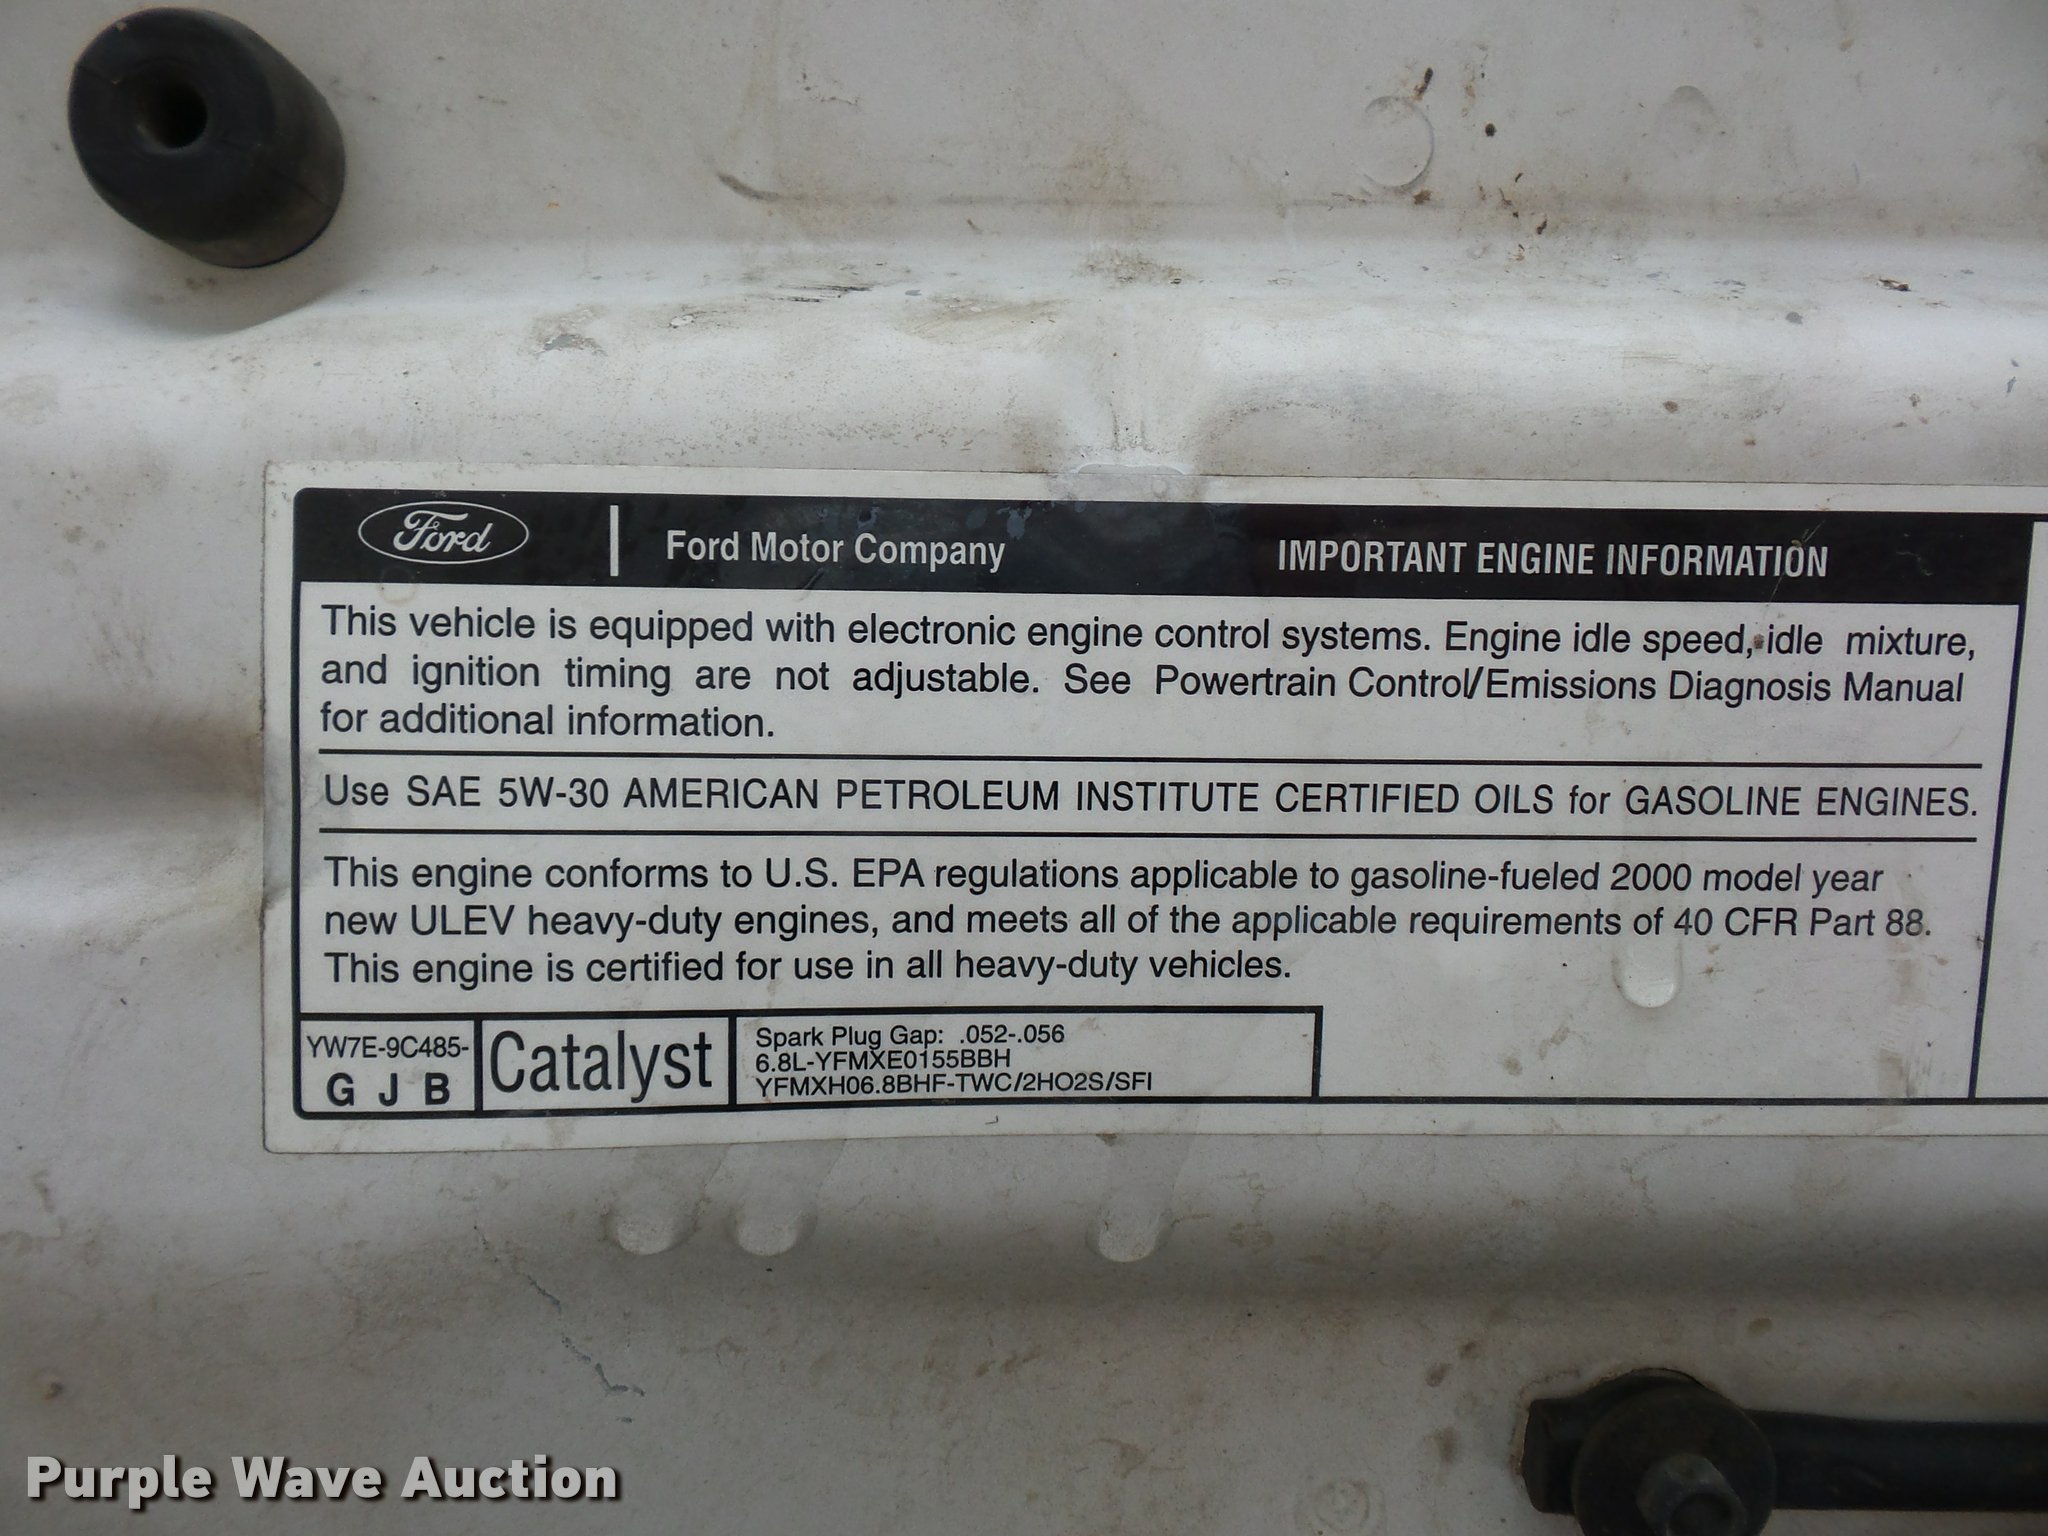 Ford | Ford Motor Company IMPORTANT ENGINE INFORMATION
This vehicle is equipped with electronic engine control systems. Engine idle speed, idle mixture,
and ignition timing are not adjustable. See Powertrain Control/Emissions Diagnosis Manual
for additional information.
Use SAE 5W-30 AMERICAN PETROLEUM INSTITUTE CERTIFIED OILS for GASOLINE ENGINES.
This engine conforms to U.S. EPA regulations applicable to gasoline-fueled 2000 model year
new ULEV heavy-duty engines, and meets all of the applicable requirements of 40 CFR Part 88.
This engine is certified for use in all heavy-duty vehicles.
YW7E-9C485-
G J B
Catalyst
Spark Plug Gap: .052-.056
6.8L-YFMXE0155BBH
YFMXH06.8BHF-TWC/2HO2S/SFI
Purple Wave Auction